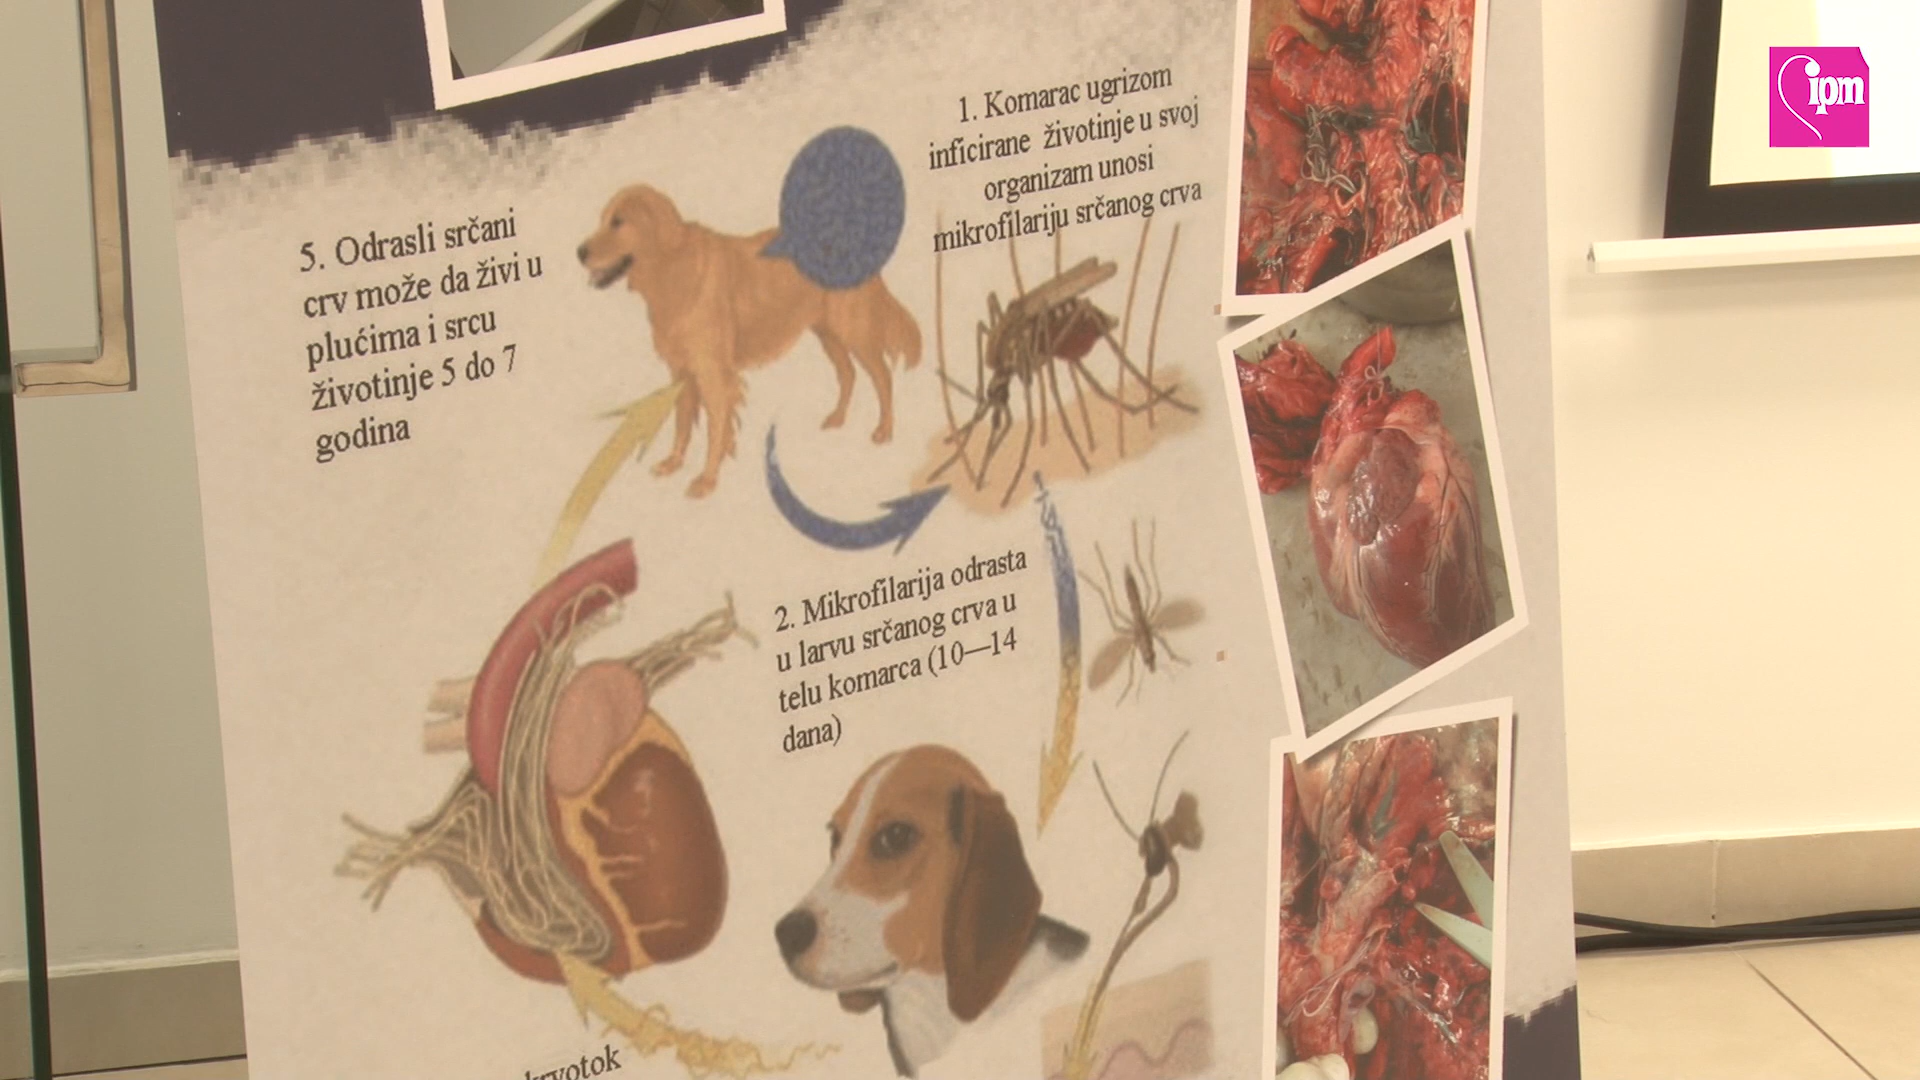 ipm
1. Komarac ugrizom
inficirane životinje u svoj
organizam unosi
mikrofilariju srčanog crva
5. Odrasli srčani
crv može da živi u
plućima i srcu
životinje 5 do 7
godina
2. Mikrofilarija odrasta
u larvu srčanog crva u
telu komarca (10—14
dana)
krvotok